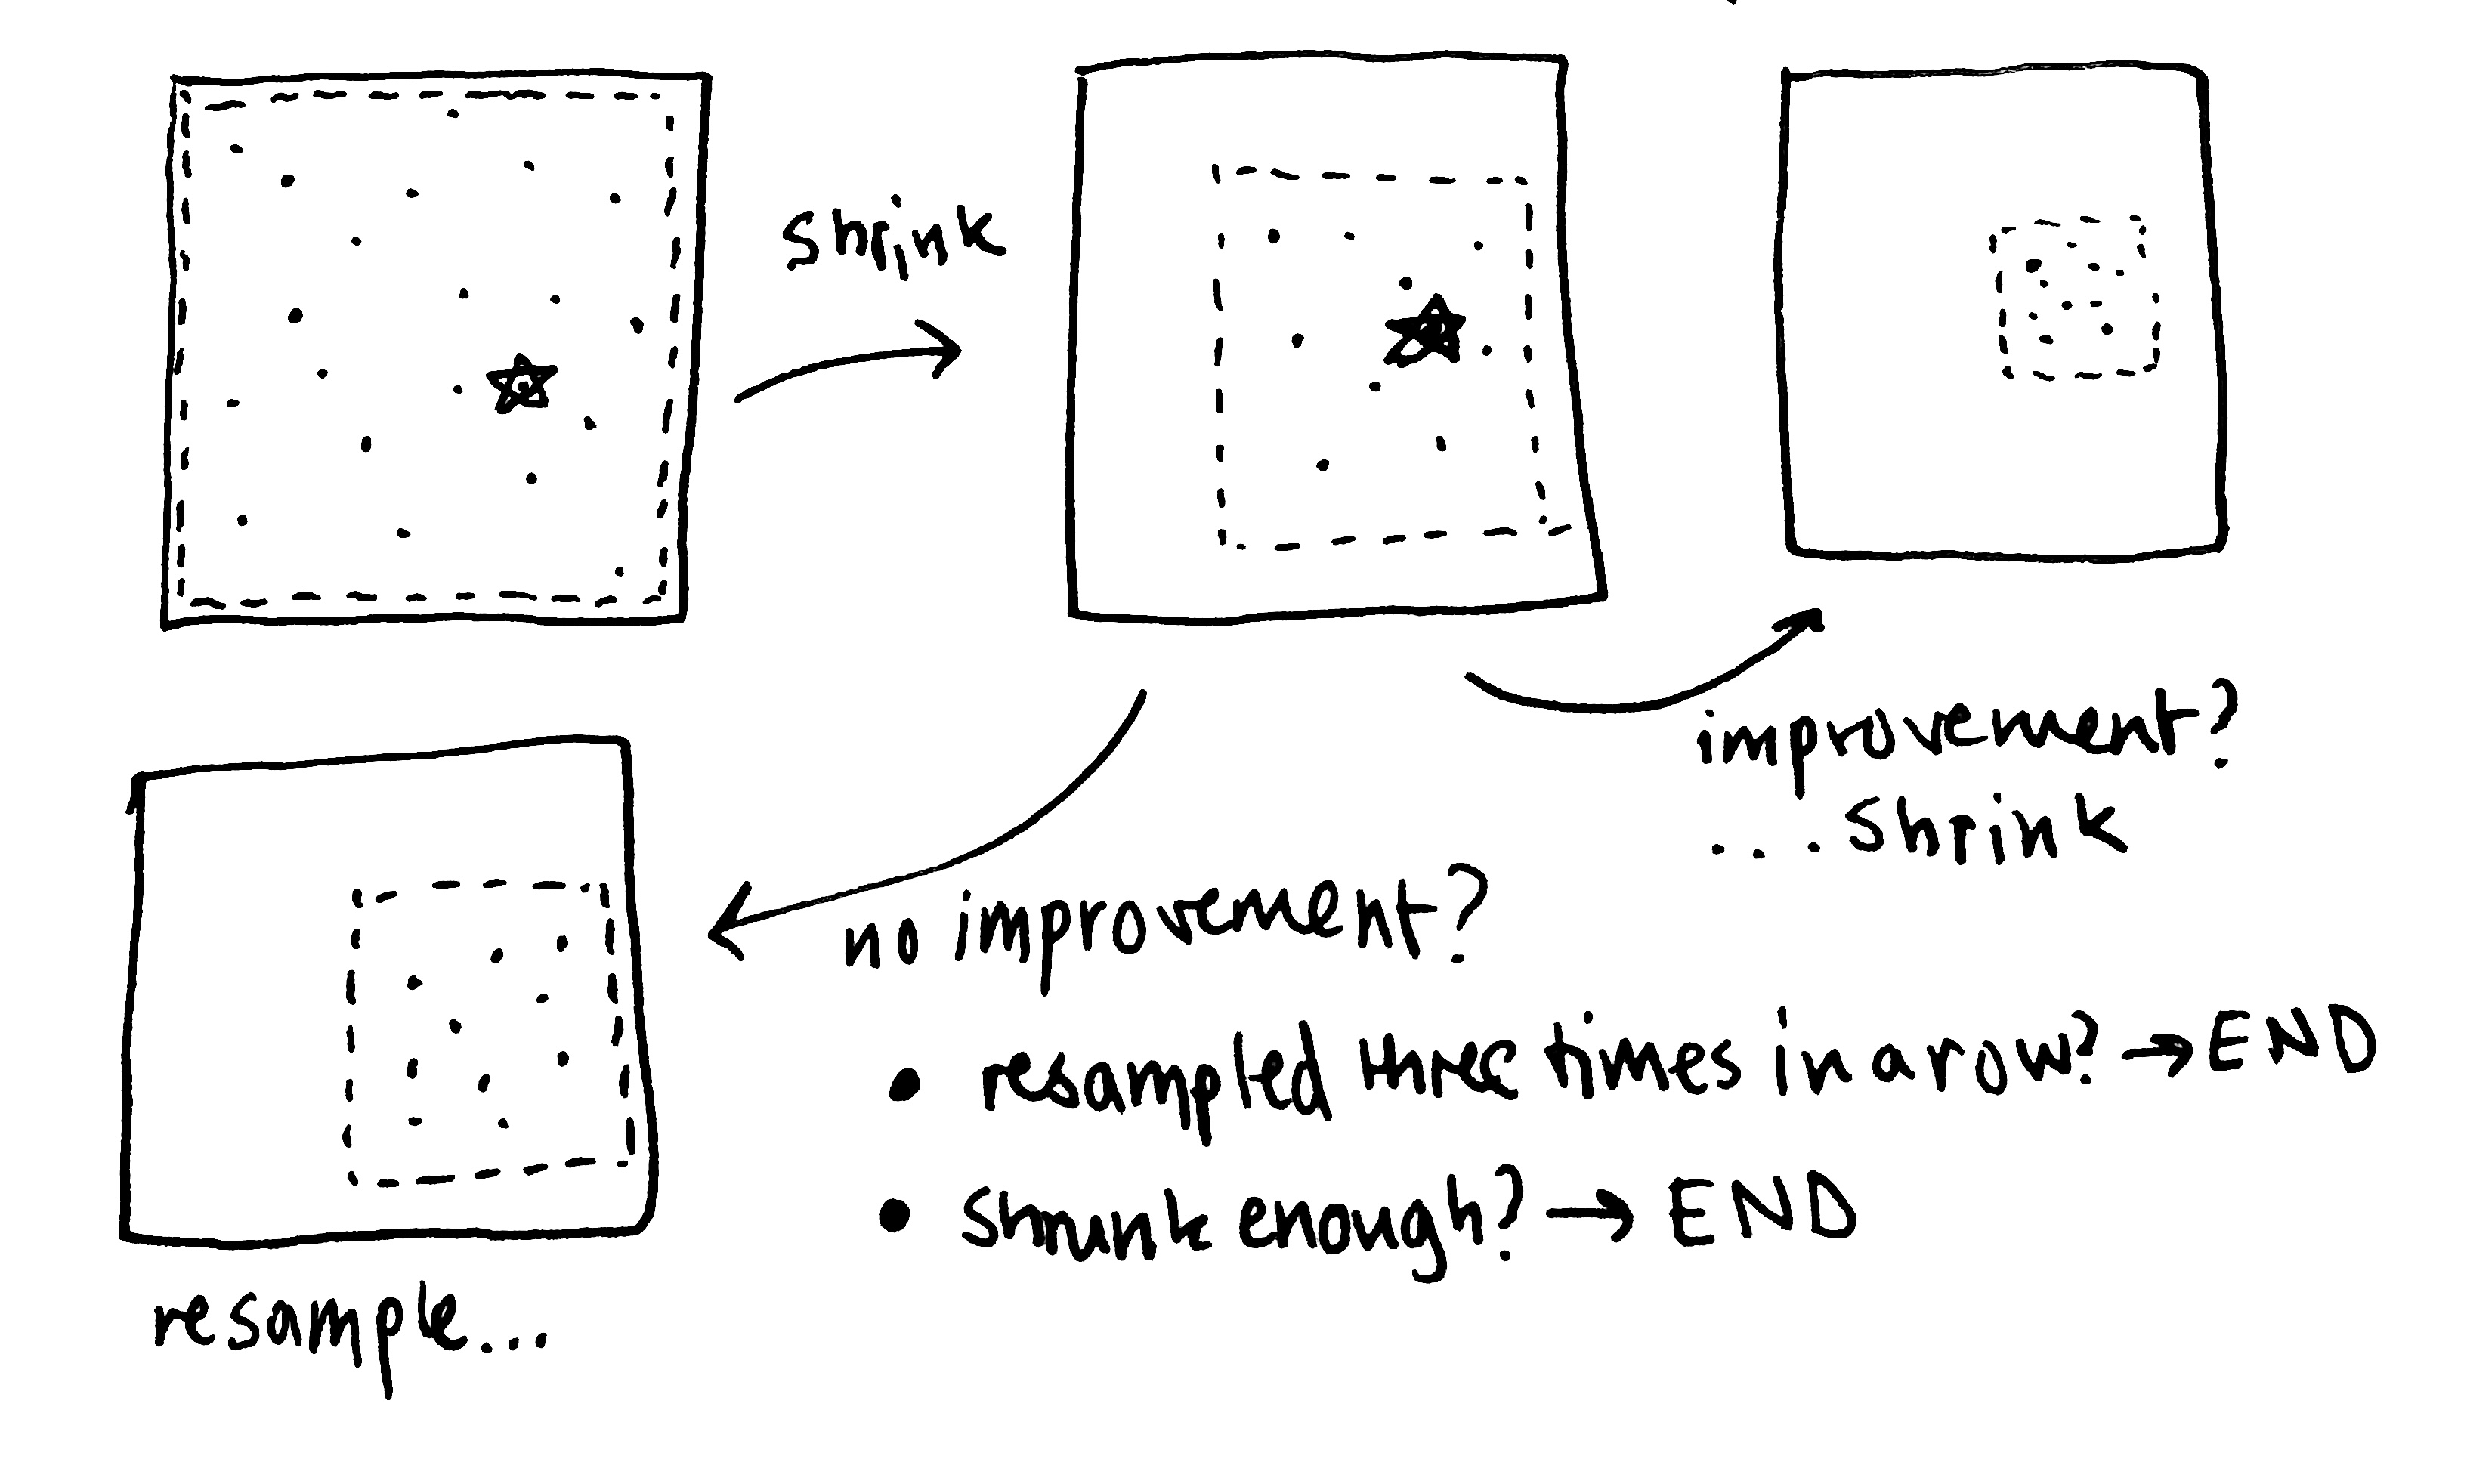 shrink
improvement?
...shrink
no improvement?
• resampled three times in a row? → END
• shrunk enough? → END
resample...